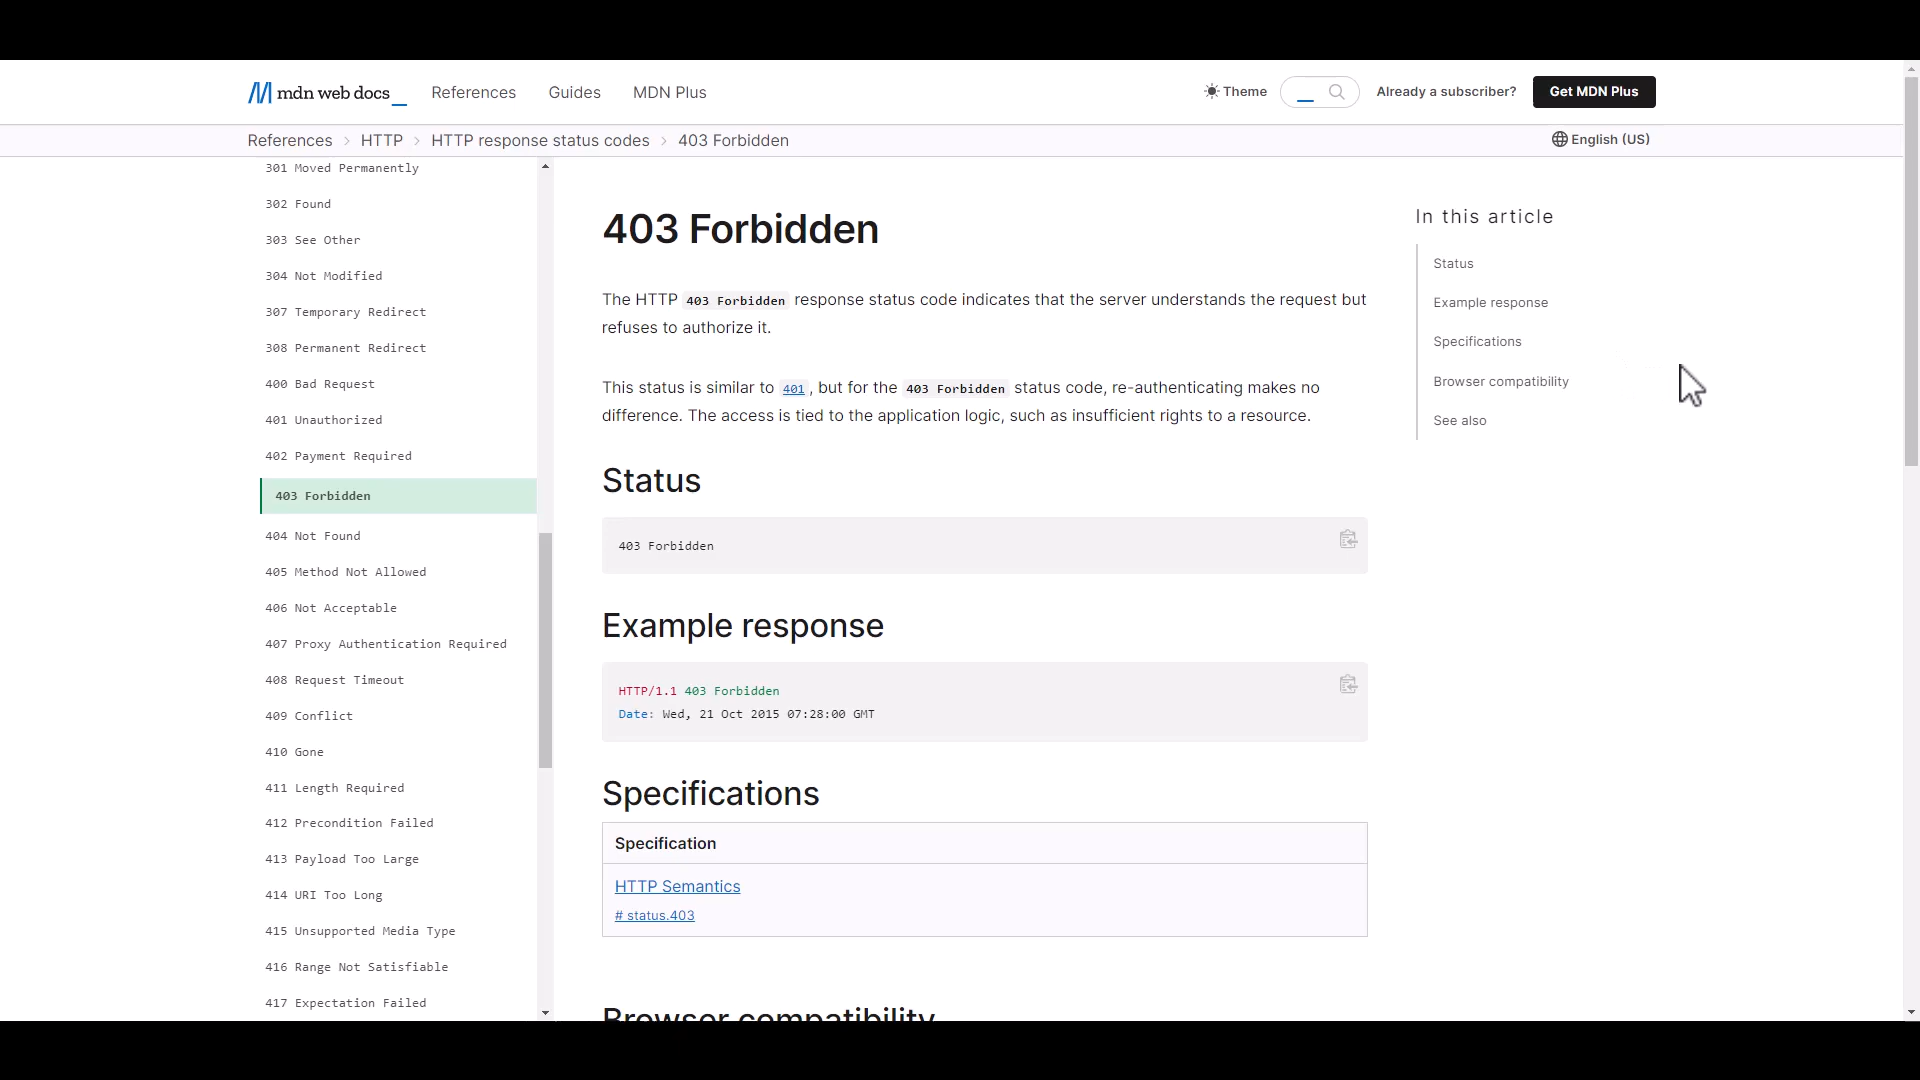 mdn web docs_
References
Guides
MDN Plus
Theme
Already a subscriber?
Get MDN Plus
References > HTTP > HTTP response status codes > 403 Forbidden
English (US)
301 Moved Permanently
302 Found
303 See Other
304 Not Modified
307 Temporary Redirect
308 Permanent Redirect
400 Bad Request
401 Unauthorized
402 Payment Required
403 Forbidden
404 Not Found
405 Method Not Allowed
406 Not Acceptable
407 Proxy Authentication Required
408 Request Timeout
409 Conflict
410 Gone
411 Length Required
412 Precondition Failed
413 Payload Too Large
414 URI Too Long
415 Unsupported Media Type
416 Range Not Satisfiable
417 Expectation Failed
403 Forbidden
The HTTP 403 Forbidden response status code indicates that the server understands the request but
refuses to authorize it.
This status is similar to 401, but for the 403 Forbidden status code, re-authenticating makes no
difference. The access is tied to the application logic, such as insufficient rights to a resource.
Status
403 Forbidden
Example response
HTTP/1.1 403 Forbidden
Date: Wed, 21 Oct 2015 07:28:00 GMT
Specifications
Specification
HTTP Semantics
# status.403
Browser compatibility
In this article
Status
Example response
Specifications
Browser compatibility
See also